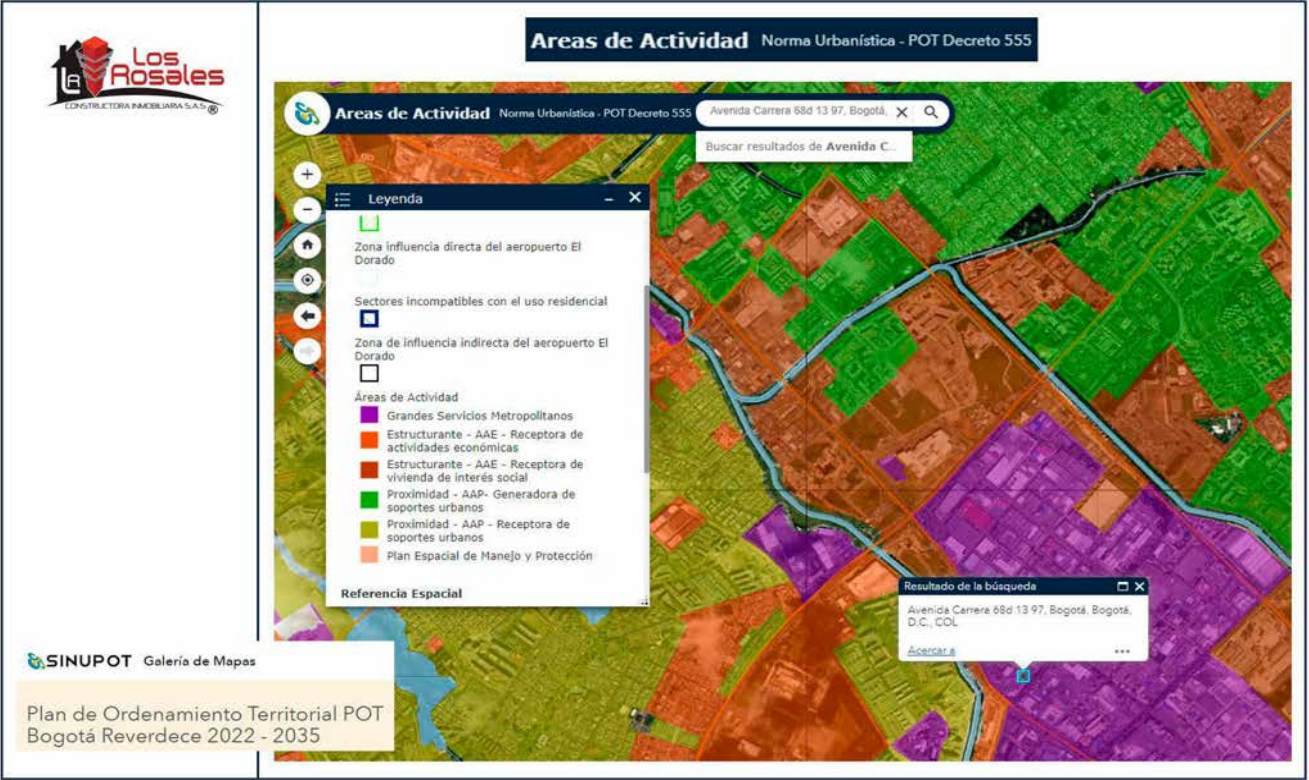 Los
Rosales
LR
CONSTRUCTORA INMOBILIARIA S.A.S.®
Areas de Actividad Norma Urbanística - POT Decreto 555
Areas de Actividad Norma Urbanística - POT Decreto 555
Avenida Carrera 68d 13 97, Bogotá,
Buscar resultados de Avenida C...
Leyenda
Zona influencia directa del aeropuerto El
Dorado
Sectores incompatibles con el uso residencial
Zona de influencia indirecta del aeropuerto El
Dorado
Áreas de Actividad
Grandes Servicios Metropolitanos
Estructurante - AAE - Receptora de
actividades económicas
Estructurante - AAE - Receptora de
vivienda de interés social
Proximidad - AAP- Generadora de
soportes urbanos
Proximidad - AAP - Receptora de
soportes urbanos
Plan Espacial de Manejo y Protección
Referencia Espacial
Resultado de la búsqueda
Avenida Carrera 68d 13 97, Bogotá, Bogotá,
D.C., COL
Acercar a
SINUPOT Galería de Mapas
Plan de Ordenamiento Territorial POT
Bogotá Reverdece 2022 - 2035